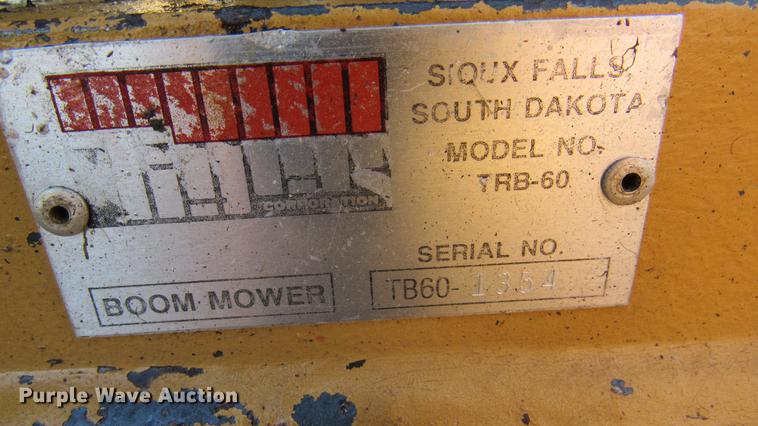 SIOUX FALLS,
SOUTH DAKOTA
MODEL NO.
TRB-60
CORPORATION
SERIAL NO.
TB60-1354
BOOM MOWER
Purple Wave Auction